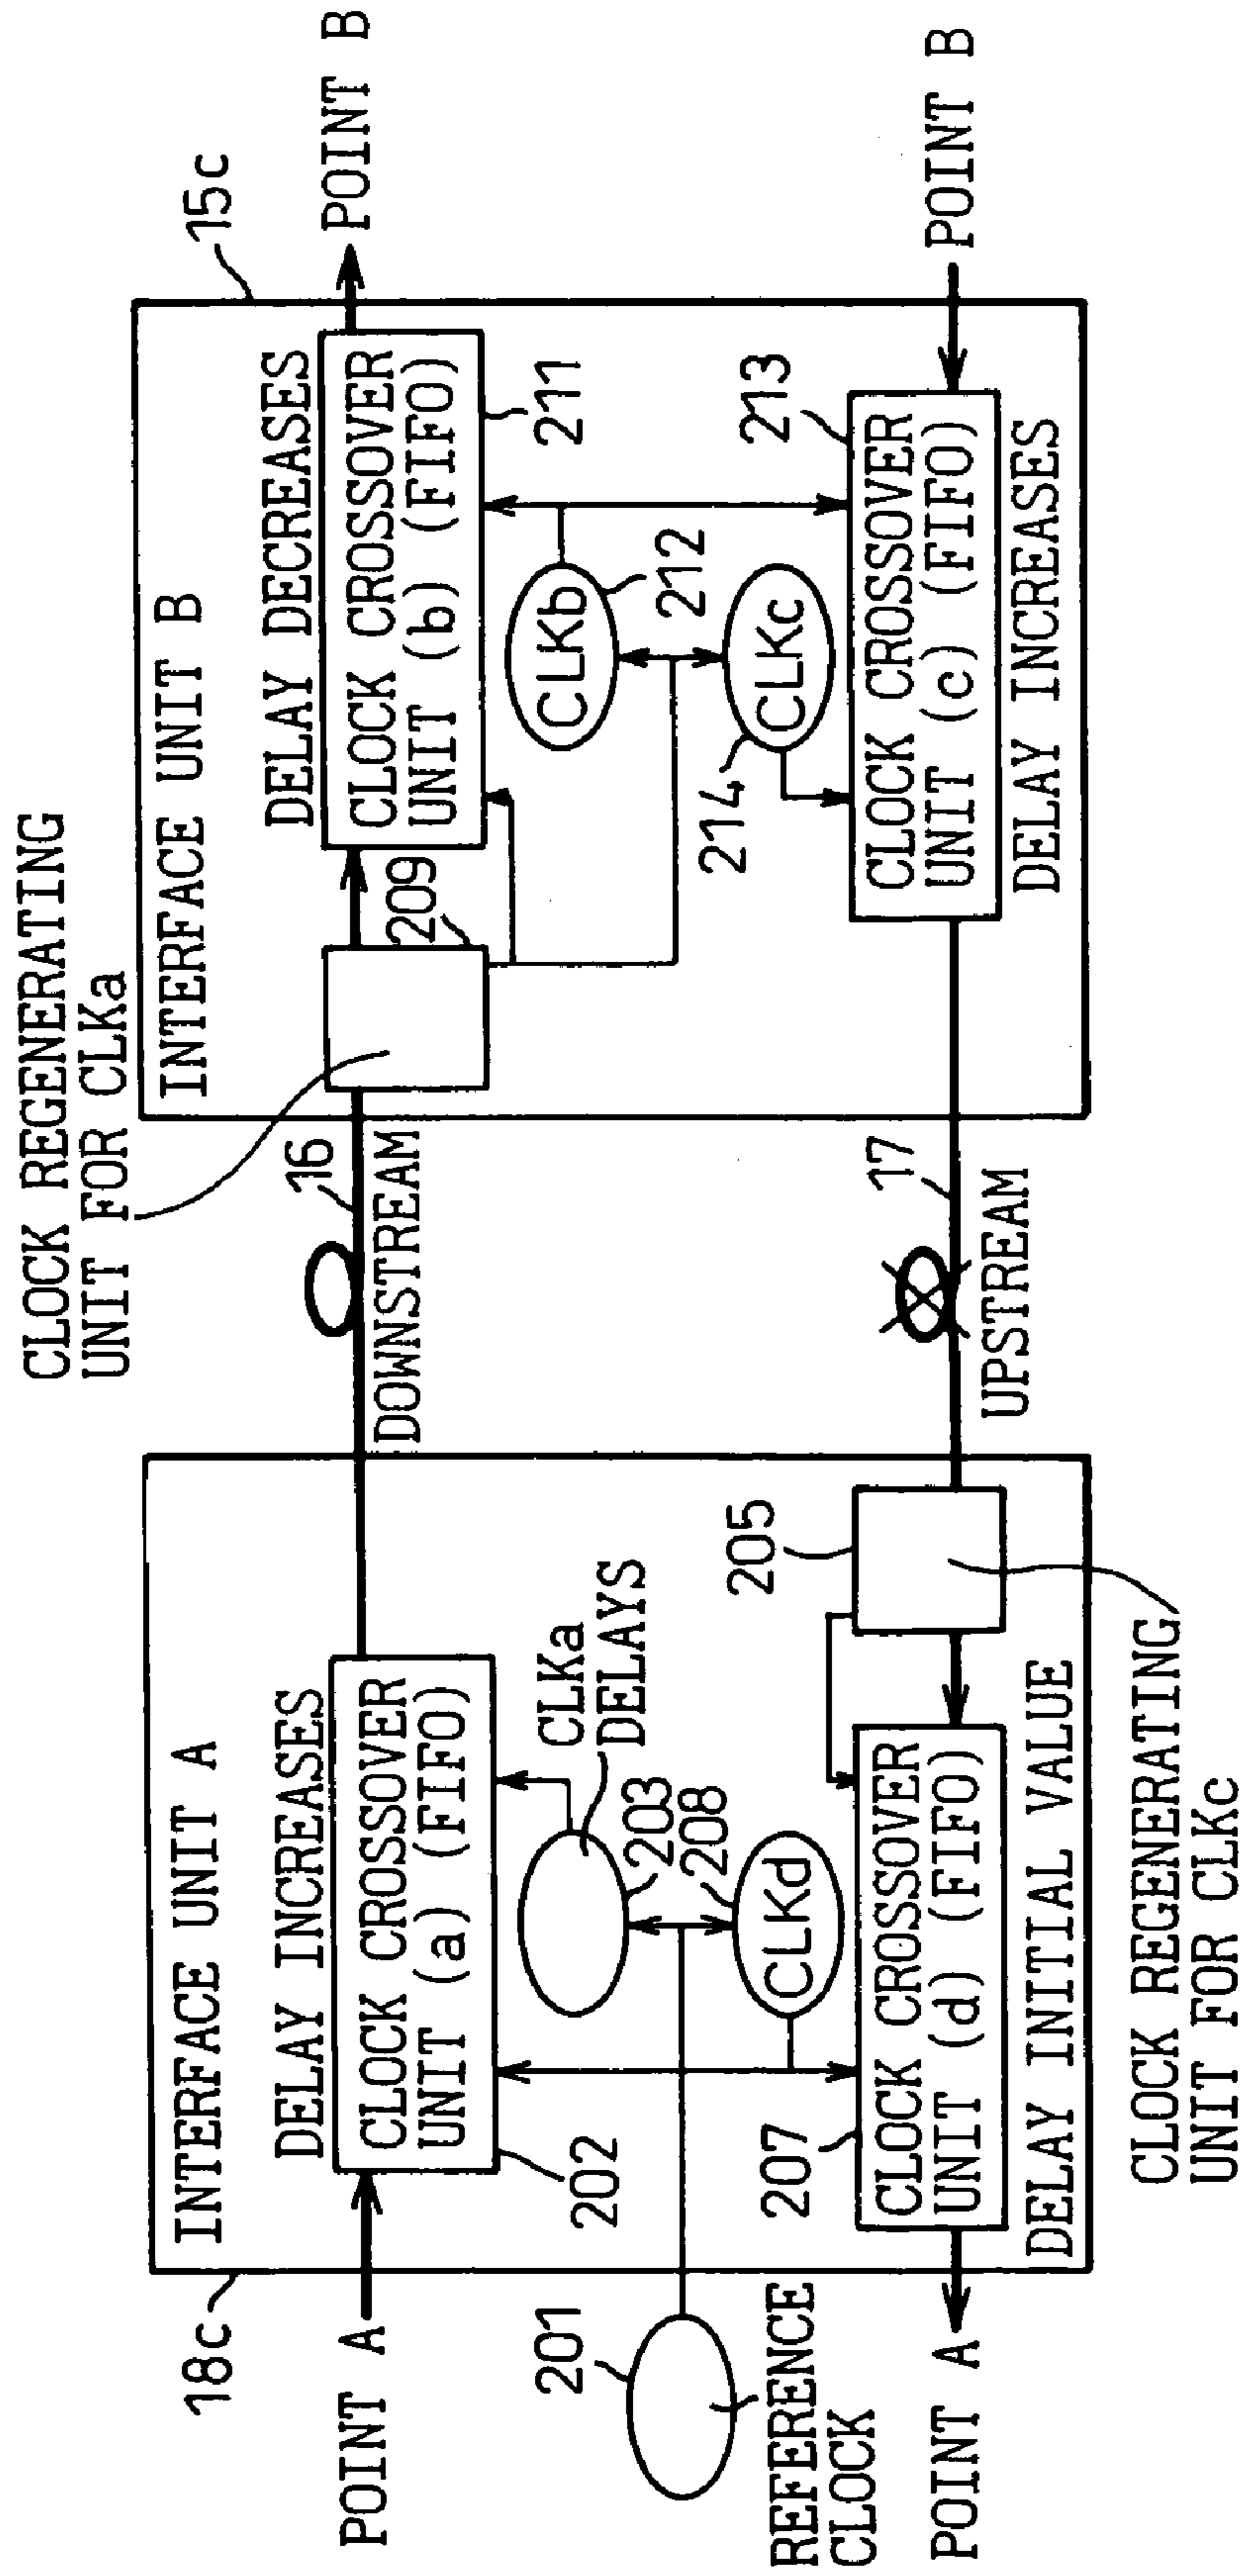 CLOCK REGENERATING
UNIT FOR CLKa
18c
15c
INTERFACE UNIT A
INTERFACE UNIT B
DELAY INCREASES
DELAY DECREASES
POINT A
CLOCK CROSSOVER
UNIT (a) (FIFO)
16
DOWNSTREAM
209
CLOCK CROSSOVER
UNIT (b) (FIFO)
POINT B
202
CLKa
DELAYS
211
201
203
CLKb
212
REFERENCE
CLOCK
208
CLKd
214
CLKc
213
207
205
17
UPSTREAM
POINT A
CLOCK CROSSOVER
UNIT (d) (FIFO)
CLOCK CROSSOVER
UNIT (c) (FIFO)
POINT B
DELAY INITIAL VALUE
DELAY INCREASES
CLOCK REGENERATING
UNIT FOR CLKc